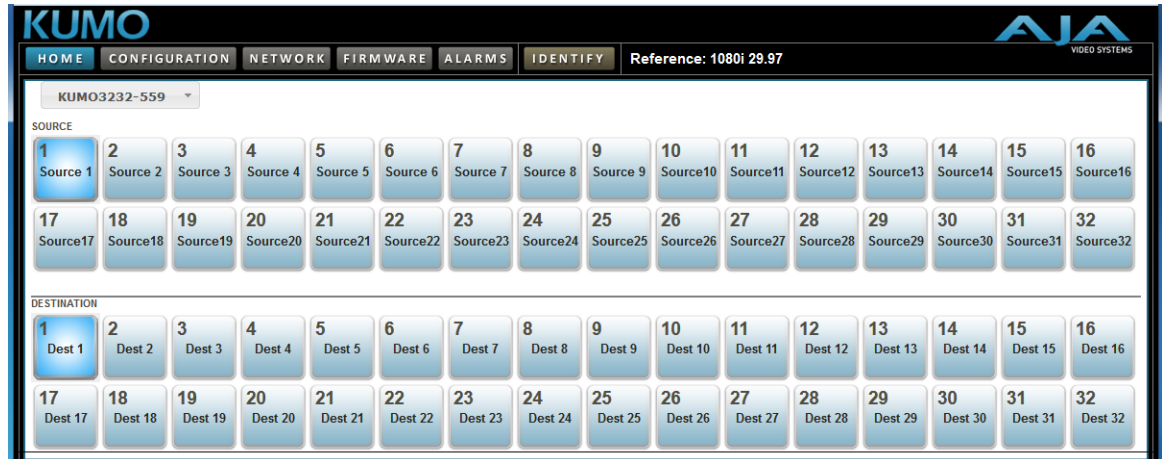 KUMO AJA
VIDEO SYSTEMS
HOME CONFIGURATION NETWORK FIRMWARE ALARMS IDENTIFY Reference: 1080i 29.97
KUMO3232-559
SOURCE
1 2 3 4 5 6 7 8 9 10 11 12 13 14 15 16
Source 1 Source 2 Source 3 Source 4 Source 5 Source 6 Source 7 Source 8 Source 9 Source10 Source11 Source12 Source13 Source14 Source15 Source16
17 18 19 20 21 22 23 24 25 26 27 28 29 30 31 32
Source17 Source18 Source19 Source20 Source21 Source22 Source23 Source24 Source25 Source26 Source27 Source28 Source29 Source30 Source31 Source32
DESTINATION
1 2 3 4 5 6 7 8 9 10 11 12 13 14 15 16
Dest 1 Dest 2 Dest 3 Dest 4 Dest 5 Dest 6 Dest 7 Dest 8 Dest 9 Dest 10 Dest 11 Dest 12 Dest 13 Dest 14 Dest 15 Dest 16
17 18 19 20 21 22 23 24 25 26 27 28 29 30 31 32
Dest 17 Dest 18 Dest 19 Dest 20 Dest 21 Dest 22 Dest 23 Dest 24 Dest 25 Dest 26 Dest 27 Dest 28 Dest 29 Dest 30 Dest 31 Dest 32